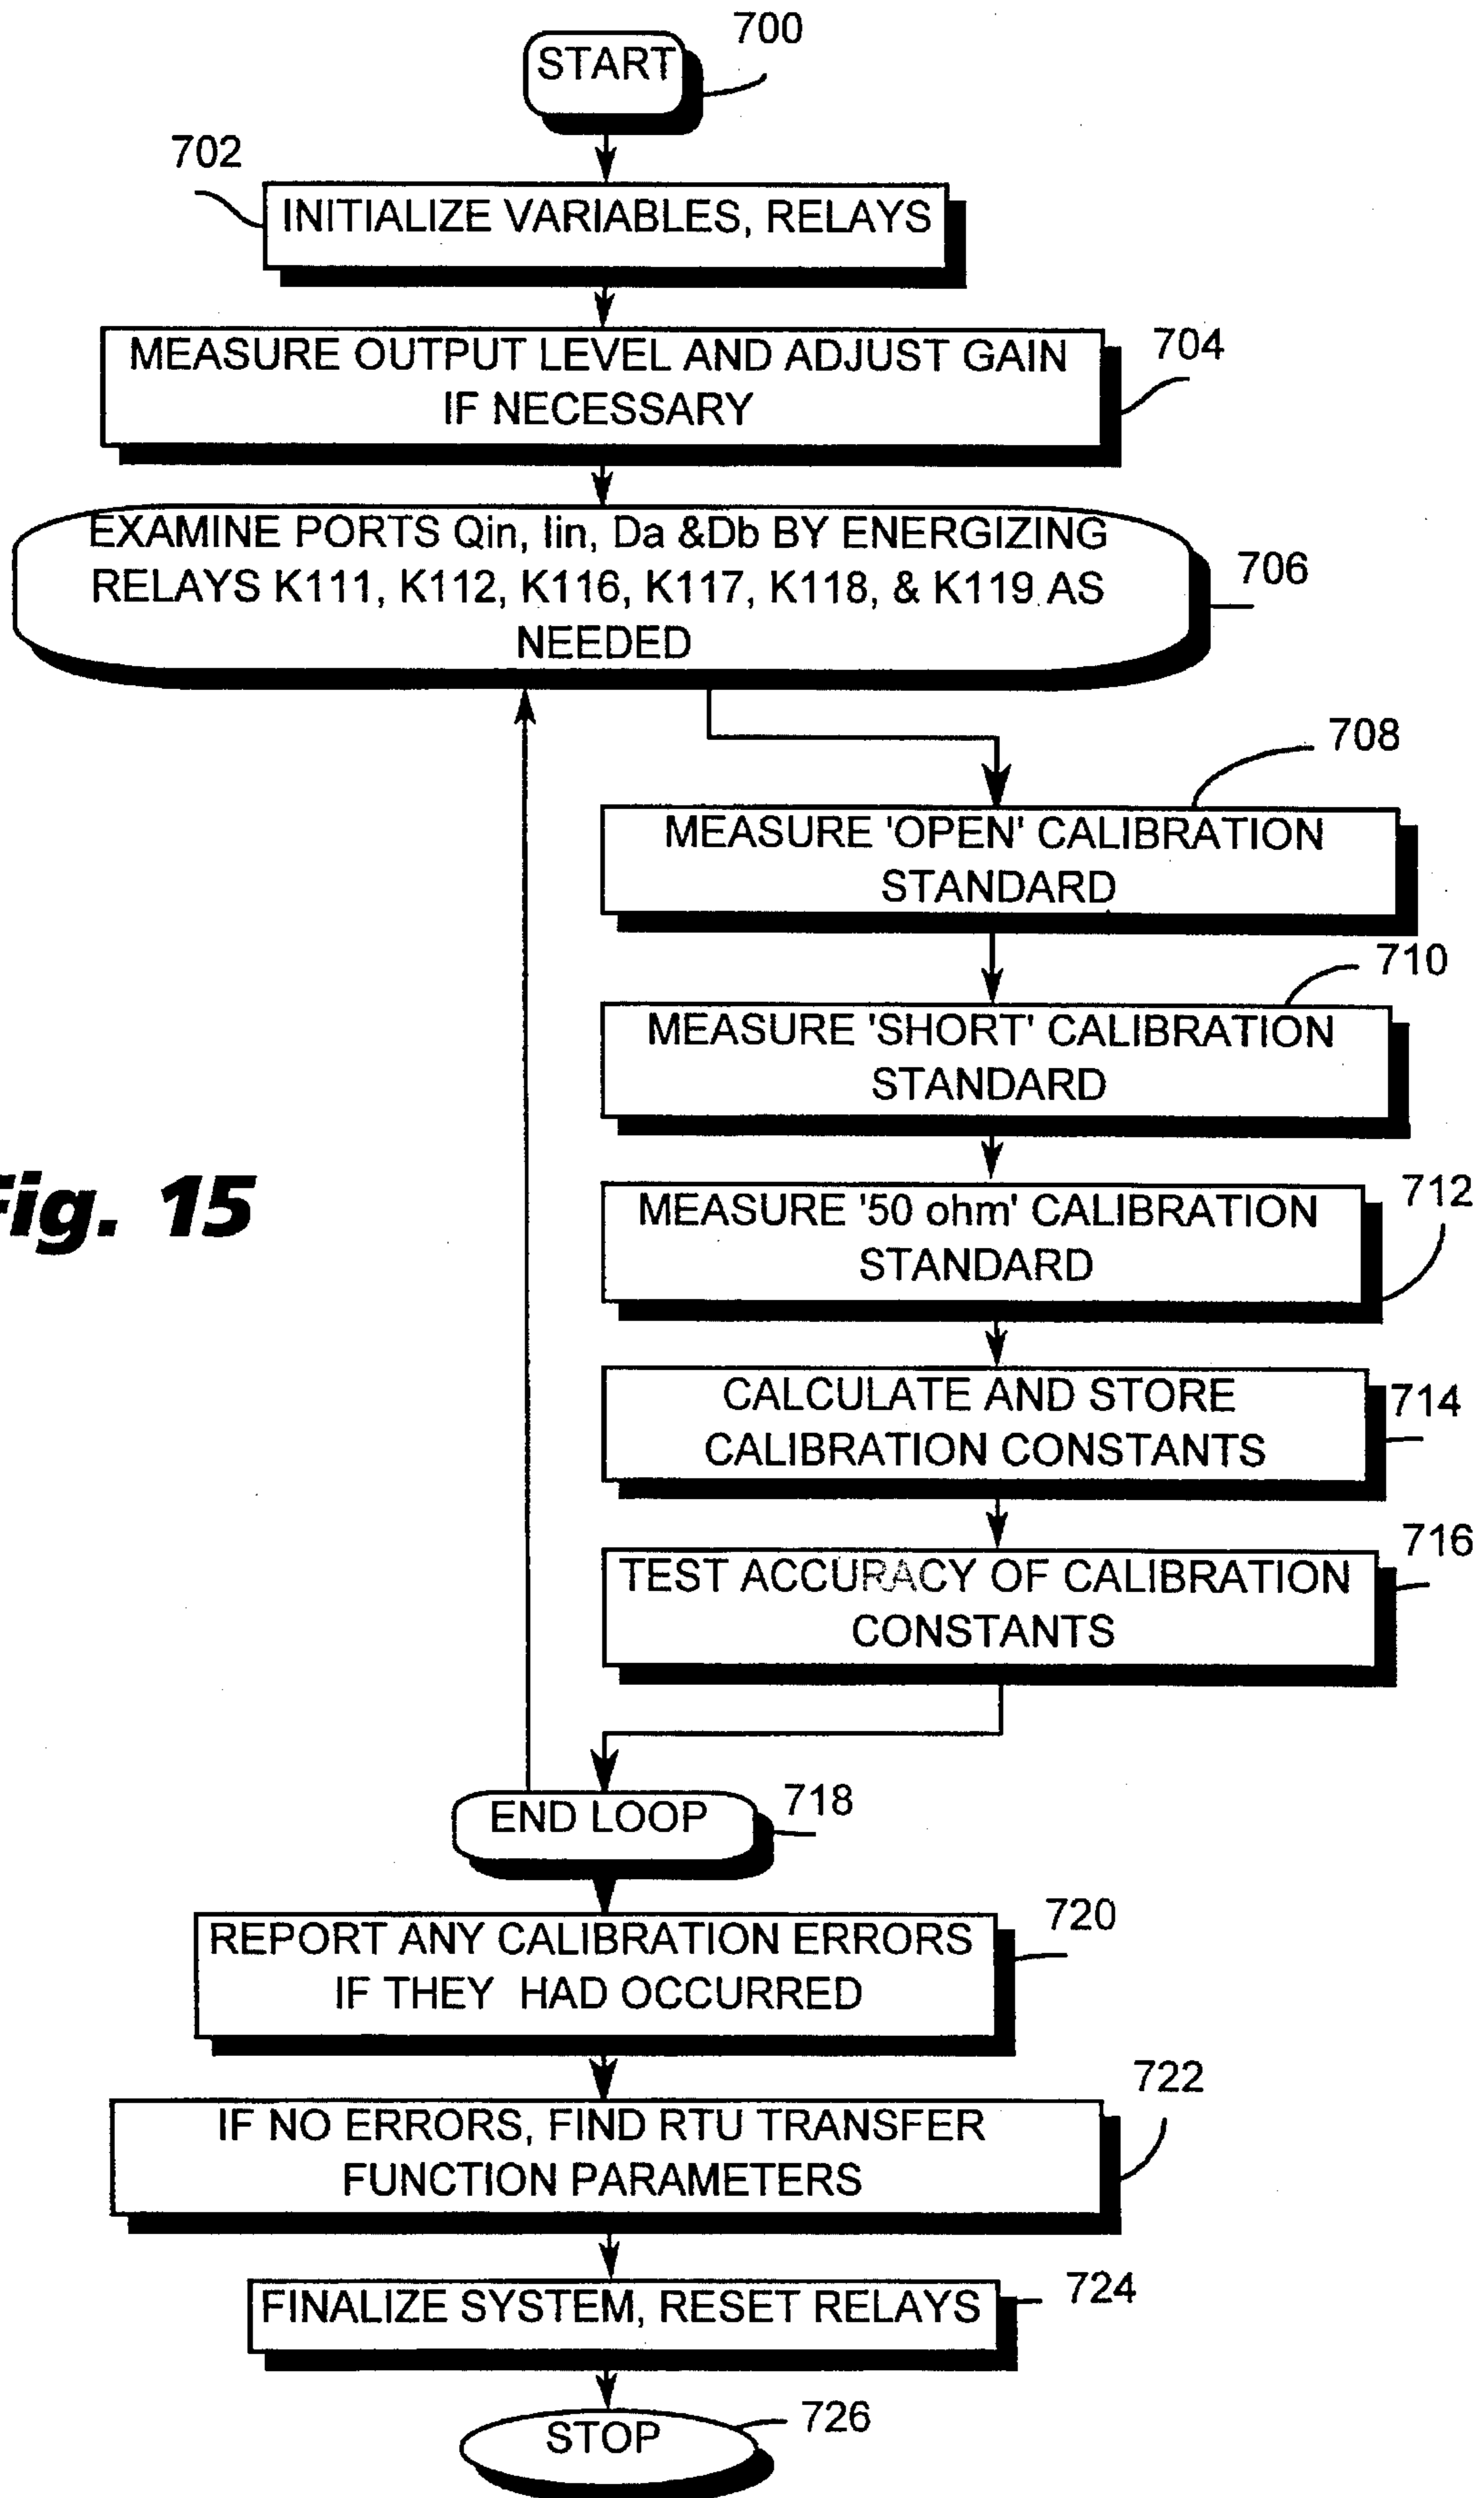 700
START
702
INITIALIZE VARIABLES, RELAYS
MEASURE OUTPUT LEVEL AND ADJUST GAIN
IF NECESSARY
704
EXAMINE PORTS Qin, Iin, Da &Db BY ENERGIZING
RELAYS K111, K112, K116, K117, K118, & K119 AS
NEEDED
706
708
MEASURE 'OPEN' CALIBRATION
STANDARD
710
MEASURE 'SHORT' CALIBRATION
STANDARD
Fig. 15
712
MEASURE '50 ohm' CALIBRATION
STANDARD
CALCULATE AND STORE
CALIBRATION CONSTANTS
714
716
TEST ACCURACY OF CALIBRATION
CONSTANTS
END LOOP
718
REPORT ANY CALIBRATION ERRORS
IF THEY HAD OCCURRED
720
722
IF NO ERRORS, FIND RTU TRANSFER
FUNCTION PARAMETERS
FINALIZE SYSTEM, RESET RELAYS
724
STOP
726